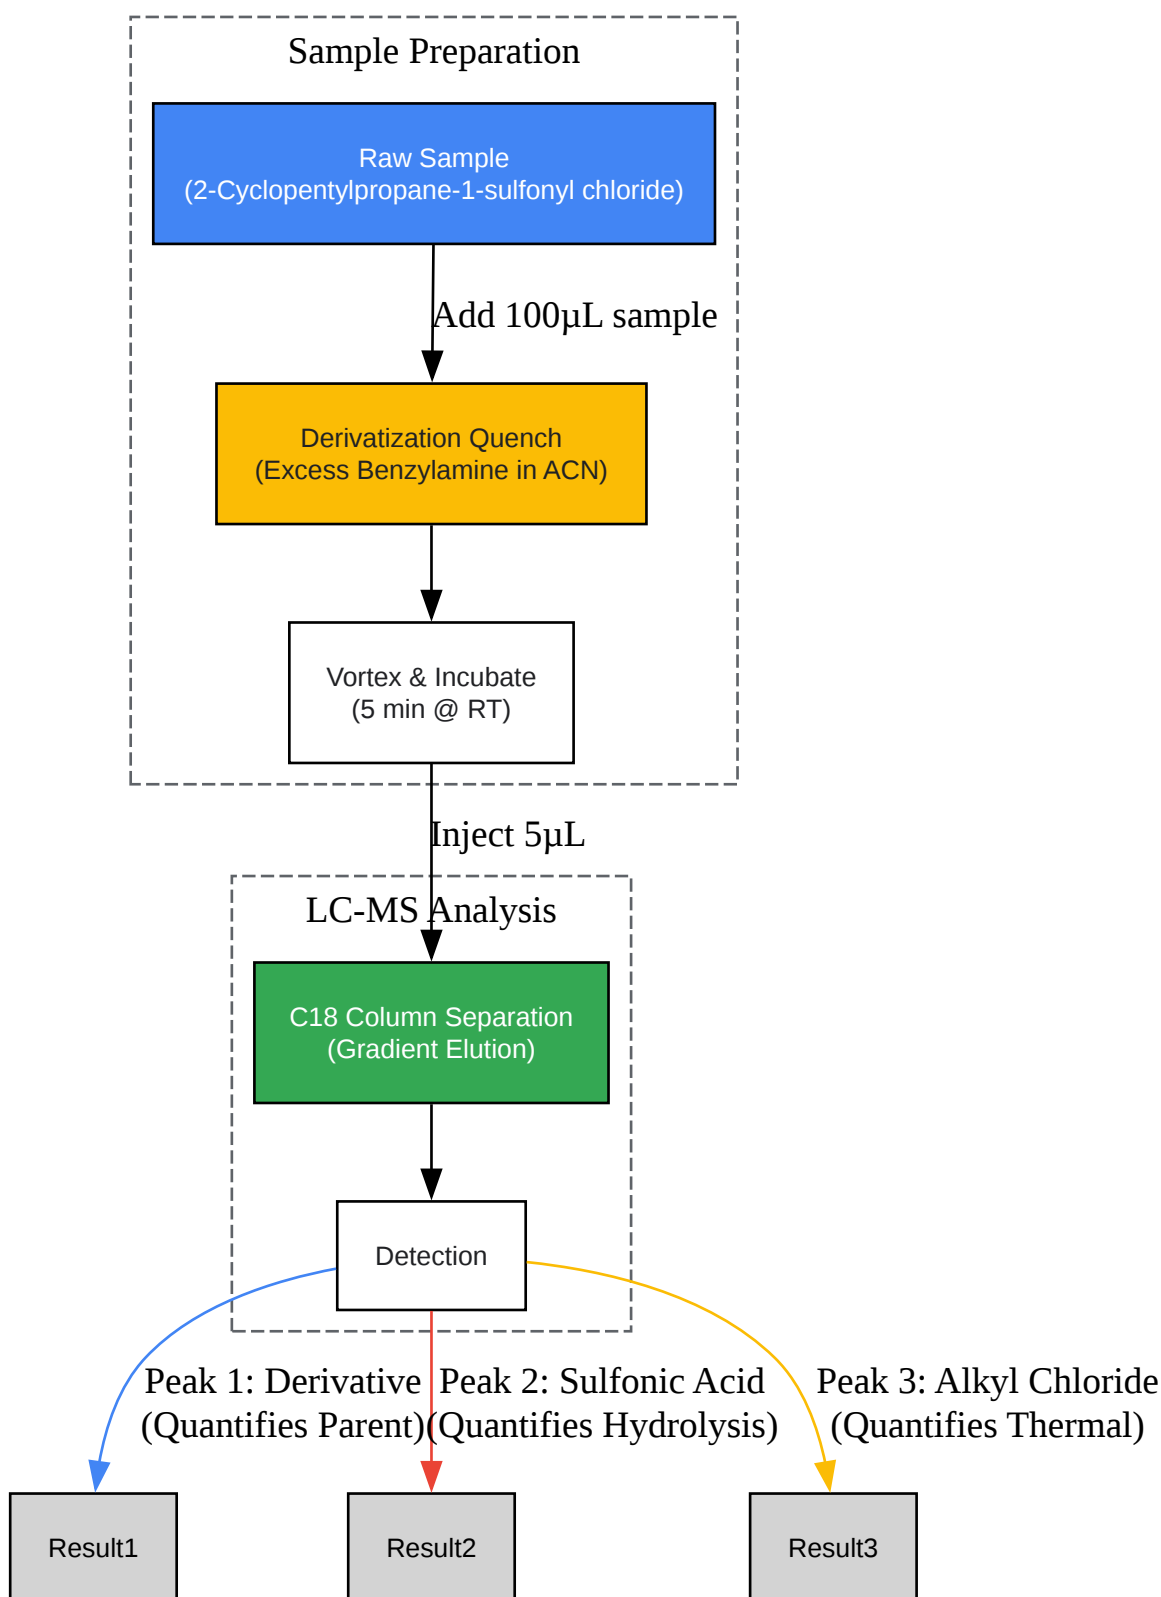 Sample Preparation
Raw Sample
(2-Cyclopentylpropane-1-sulfonyl chloride)
Add 100µL sample
Derivatization Quench
(Excess Benzylamine in ACN)
Vortex & Incubate
(5 min @ RT)
Inject 5µL
LC-MS Analysis
C18 Column Separation
(Gradient Elution)
Detection
Peak 1: Derivative
(Quantifies Parent)
Peak 2: Sulfonic Acid
(Quantifies Hydrolysis)
Peak 3: Alkyl Chloride
(Quantifies Thermal)
Result1
Result2
Result3